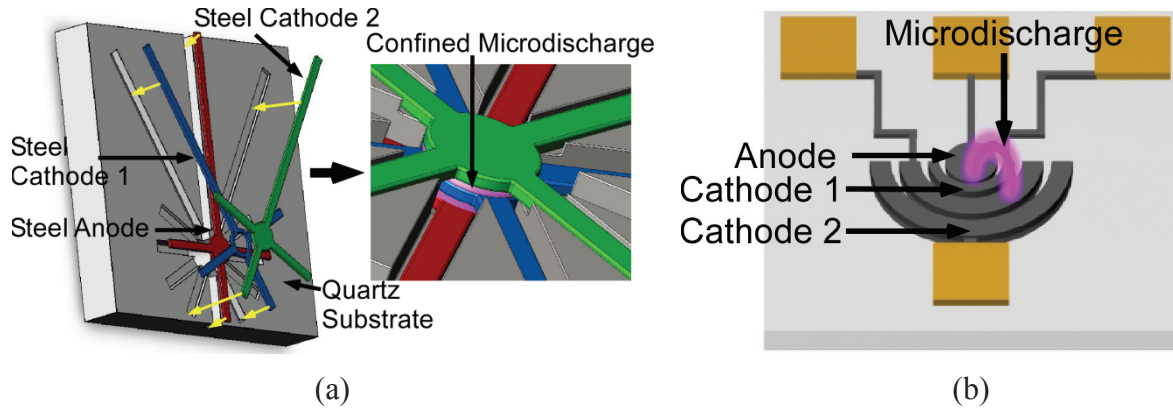 Steel Cathode 2
Steel
Cathode 1
Steel Anode
Quartz
Substrate
Confined Microdischarge
(a)
Microdischarge
Anode
Cathode 1
Cathode 2
(b)